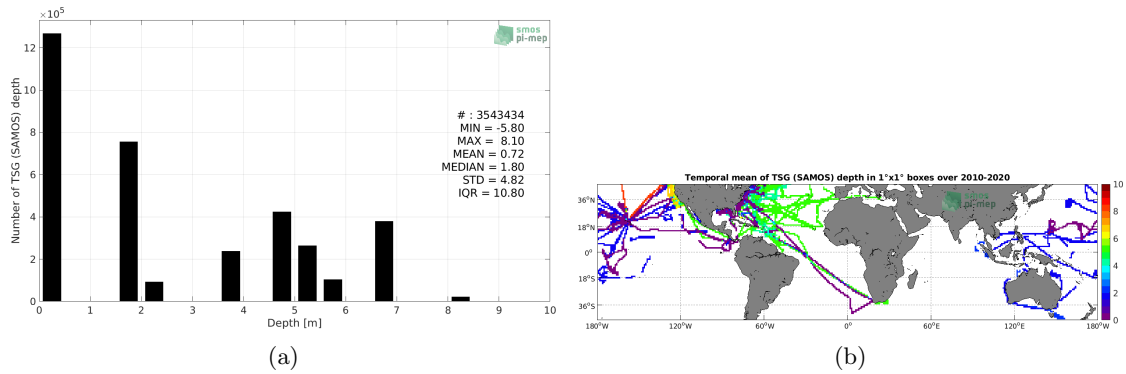 ×10⁵
12
10
8
6
4
2
0
Number of TSG (SAMOS) depth
smos
pi-mep
# : 3543434
MIN = -5.80
MAX = 8.10
MEAN = 0.72
MEDIAN = 1.80
STD = 4.82
IQR = 10.80
0 1 2 3 4 5 6 7 8 9 10
Depth [m]
(a)
Temporal mean of TSG (SAMOS) depth in 1°x1° boxes over 2010-2020
smos
pi-mep
36°N
18°N
0°
18°S
36°S
180°W 120°W 60°W 0° 60°E 120°E 180°W
10
8
6
4
2
0
(b)